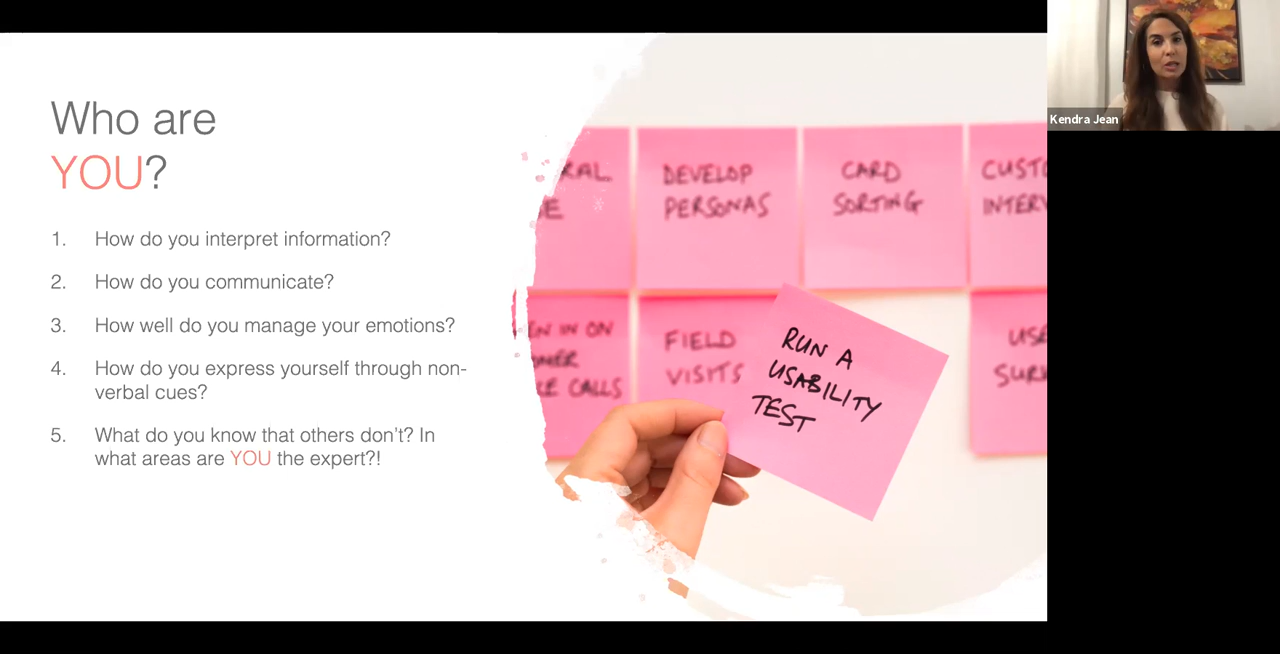 Who are
YOU?
1. How do you interpret information?
2. How do you communicate?
3. How well do you manage your emotions?
4. How do you express yourself through non-
verbal cues?
5. What do you know that others don't? In
what areas are YOU the expert?!
DEVELOP
PERSONAS
CARD
SORTING
FIELD
VISITS
RUN A
USABILITY
TEST
IN ON
CALLS
Kendra Jean